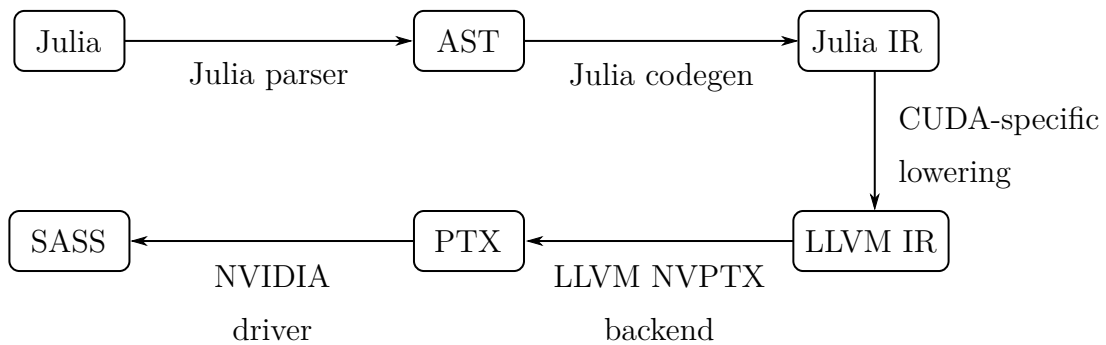 Julia
AST
Julia IR
Julia parser
Julia codegen
CUDA-specific
lowering
SASS
PTX
LLVM IR
NVIDIA
driver
LLVM NVPTX
backend